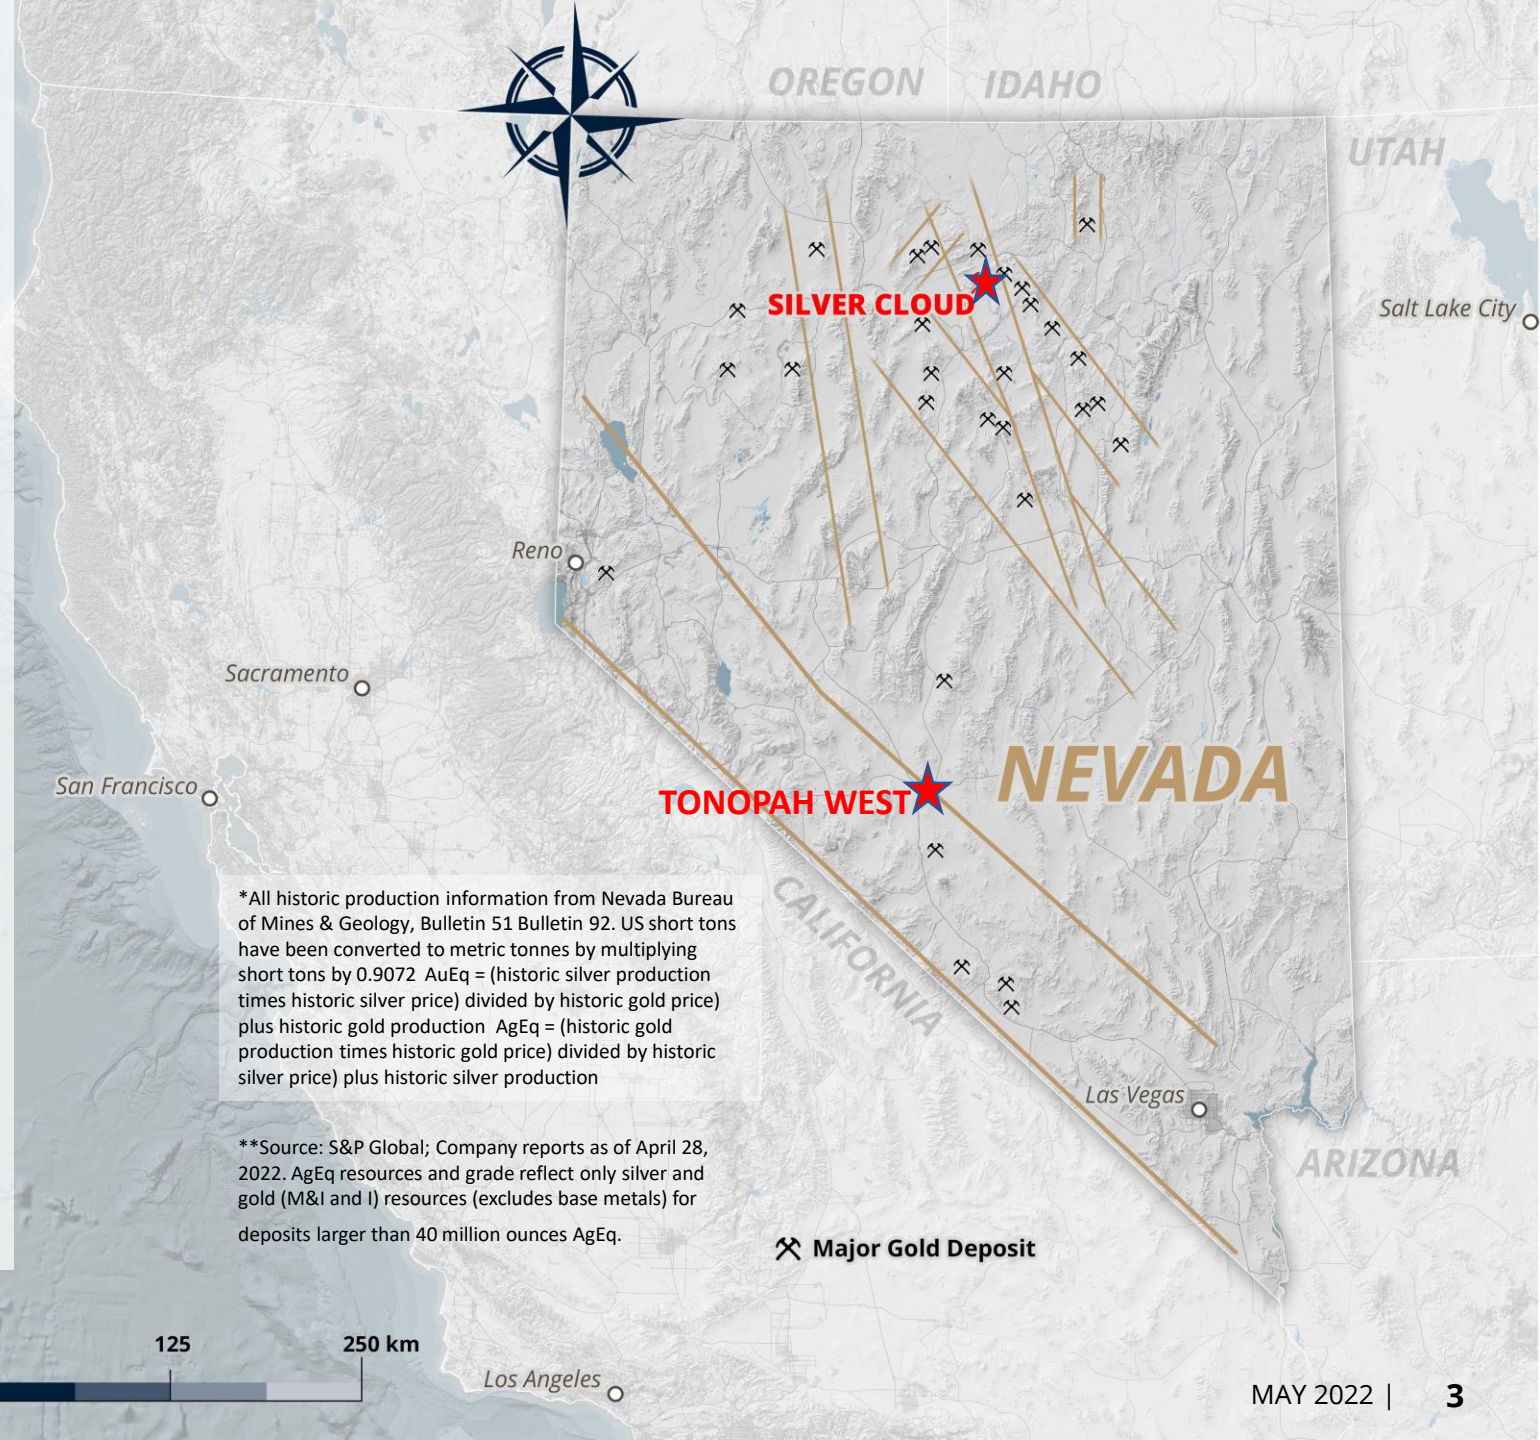 OREGON
IDAHO
UTAH
SILVER CLOUD
Salt Lake City
Reno
Sacramento
NEVADA
San Francisco
TONOPAH WEST
CALIFORNIA
*All historic production information from Nevada Bureau
of Mines & Geology, Bulletin 51 Bulletin 92. US short tons
have been converted to metric tonnes by multiplying
short tons by 0.9072 AuEq = (historic silver production
times historic silver price) divided by historic gold price)
plus historic gold production AgEq = (historic gold
production times historic gold price) divided by historic
silver price) plus historic silver production
Las Vegas
ARIZONA
**Source: S&P Global; Company reports as of April 28,
2022. AgEq resources and grade reflect only silver and
gold (M&I and I) resources (excludes base metals) for
deposits larger than 40 million ounces AgEq.
Major Gold Deposit
125
250 km
Los Angeles
MAY 2022 | 3